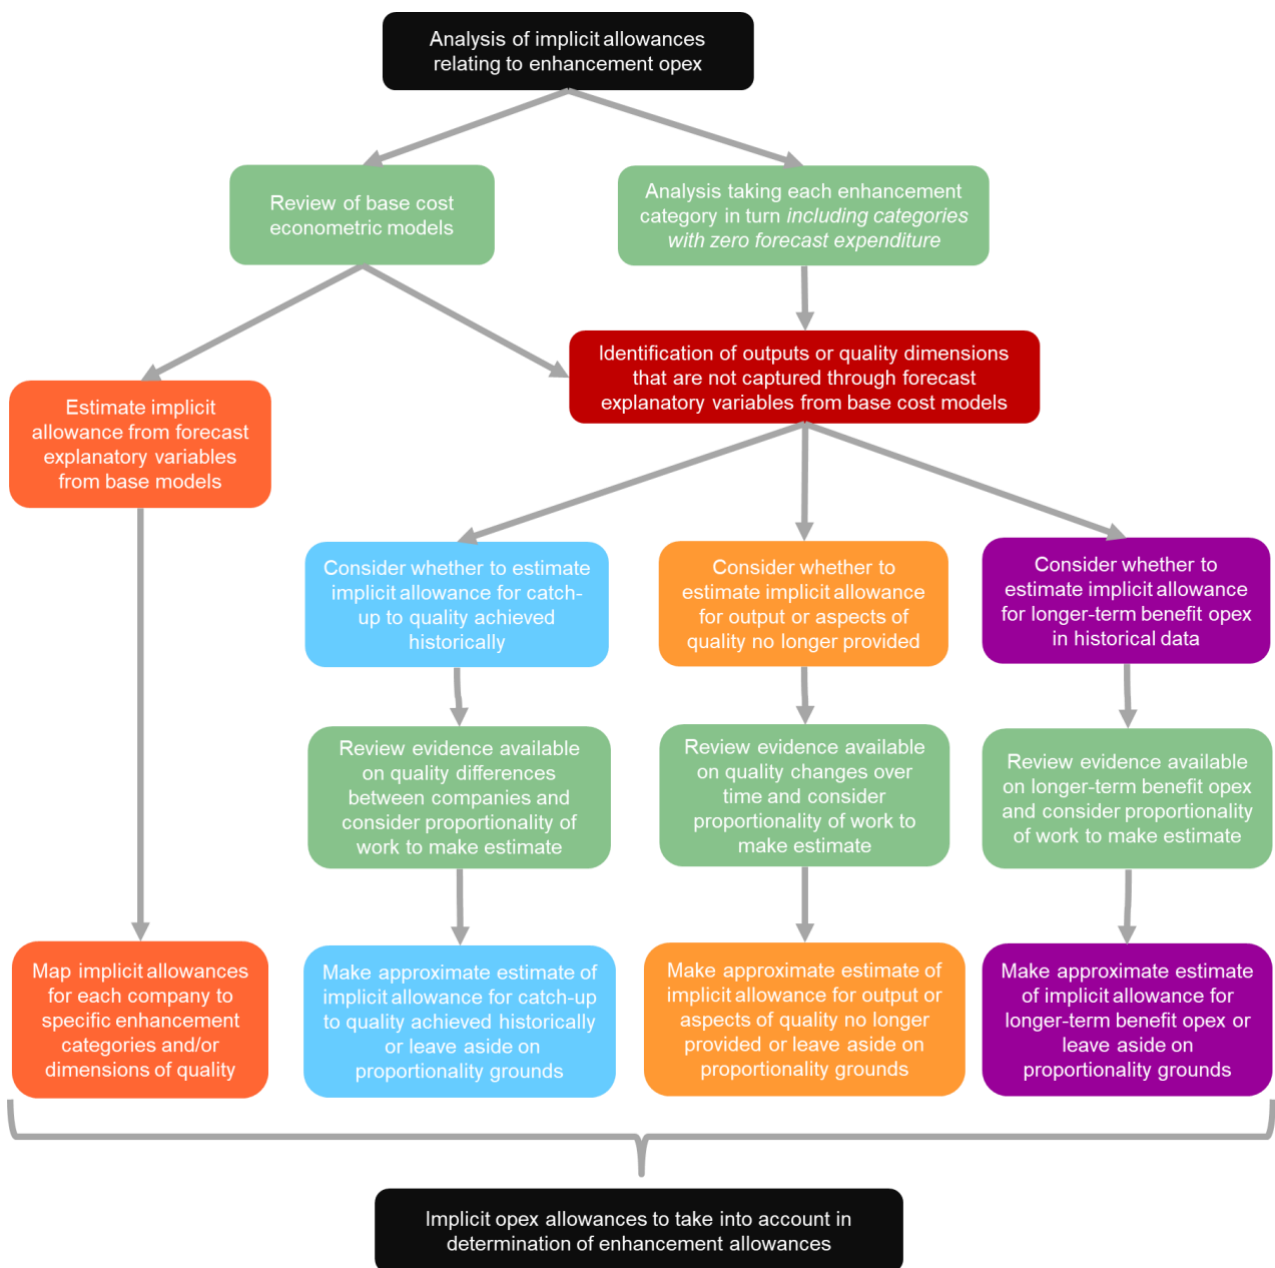 Analysis of implicit allowances
relating to enhancement opex
Review of base cost
econometric models
Analysis taking each enhancement
category in turn including categories
with zero forecast expenditure
Identification of outputs or quality dimensions
that are not captured through forecast
explanatory variables from base cost models
Estimate implicit
allowance from forecast
explanatory variables
from base models
Consider whether to estimate
implicit allowance for catch-
up to quality achieved
historically
Consider whether to
estimate implicit allowance
for output or aspects of
quality no longer provided
Consider whether to
estimate implicit allowance
for longer-term benefit opex
in historical data
Review evidence available
on quality differences
between companies and
consider proportionality of
work to make estimate
Review evidence available
on quality changes over
time and consider
proportionality of work to
make estimate
Review evidence available
on longer-term benefit opex
and consider proportionality
of work to make estimate
Map implicit allowances
for each company to
specific enhancement
categories and/or
dimensions of quality
Make approximate estimate of
implicit allowance for catch-up
to quality achieved historically
or leave aside on
proportionality grounds
Make approximate estimate of
implicit allowance for output or
aspects of quality no longer
provided or leave aside on
proportionality grounds
Make approximate estimate
of implicit allowance for
longer-term benefit opex or
leave aside on
proportionality grounds
Implicit opex allowances to take into account in
determination of enhancement allowances